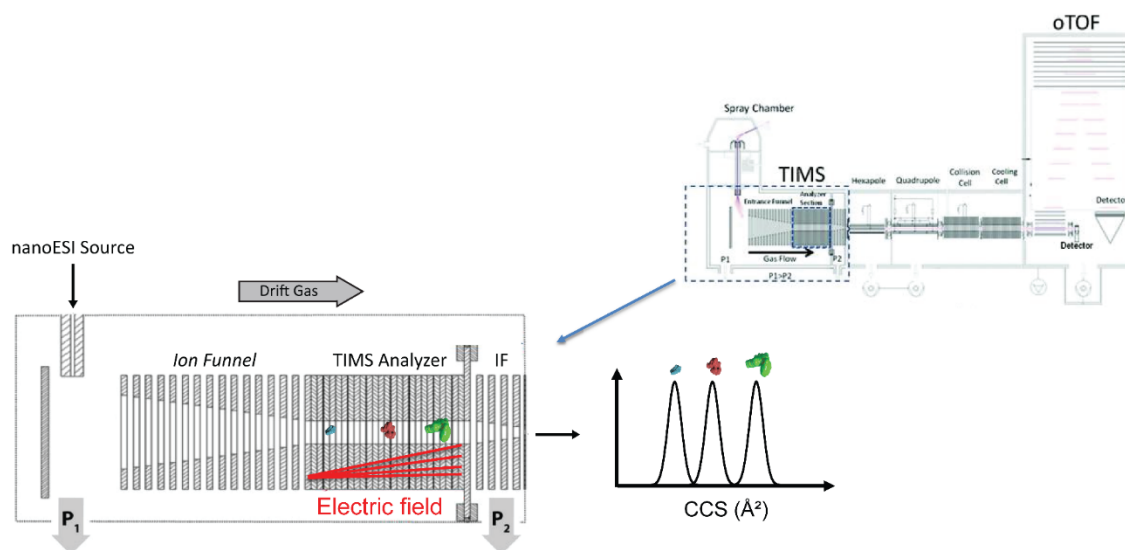 oTOF
Spray Chamber
TIMS
Hexapole
Quadrupole
Collision
Cell
Cooling
Cell
Analyzer
Section
Entrance Funnel
Detector
Detector
Gas Flow
P1
P2
P1>P2
nanoESI Source
Drift Gas
Ion Funnel
TIMS Analyzer
IF
Electric field
P₁
P₂
CCS (Å²)